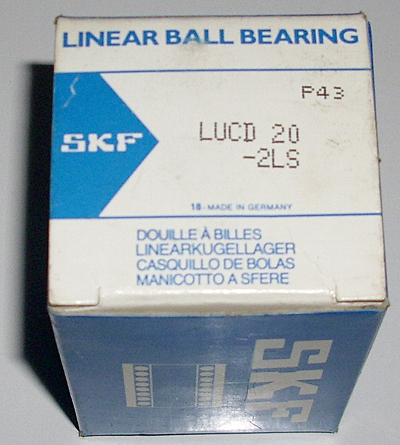 LINEAR BALL BEARING
P43
SKF
LUCD 20
-2LS
18-MADE IN GERMANY
DOUILLE À BILLES
LINEARKUGELLAGER
CASQUILLO DE BOLAS
MANICOTTO A SFERE
SKF